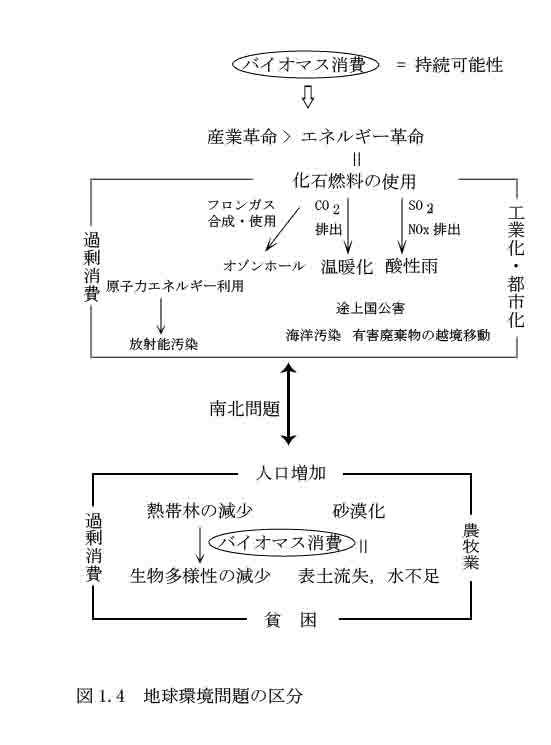 バイオマス消費 = 持続可能性
産業革命 > エネルギー革命
||
化石燃料の使用
過剰消費
工業化・都市化
フロンガス
合成・使用
CO2
排出
SO2
NOx 排出
オゾンホール 温暖化 酸性雨
原子力エネルギー利用
途上国公害
放射能汚染
海洋汚染 有害廃棄物の越境移動
南北問題
人口増加
過剰消費
農牧業
熱帯林の減少 砂漠化
バイオマス消費 ||
生物多様性の減少 表土流失, 水不足
貧 困
図 1.4 地球環境問題の区分